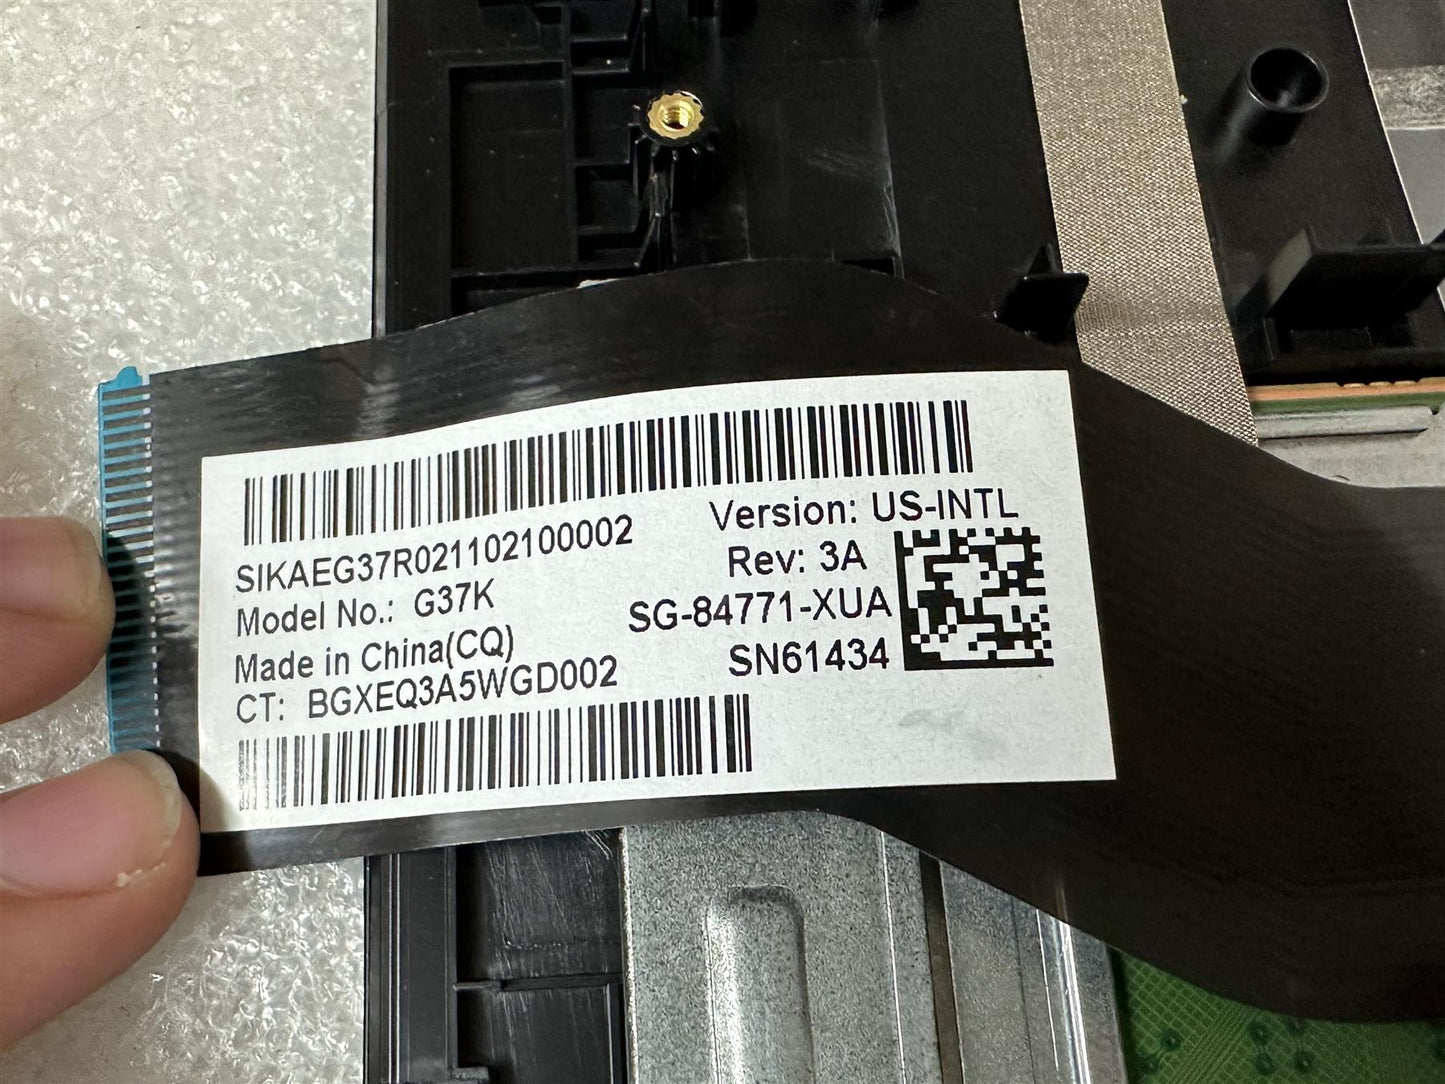 SIKAEG37R021102100002
Version: US-INTL
Model No.: G37K
Rev: 3A
Made in China(CQ)
SG-84771-XUA
CT: BGXEQ3A5WGD002
SN61434